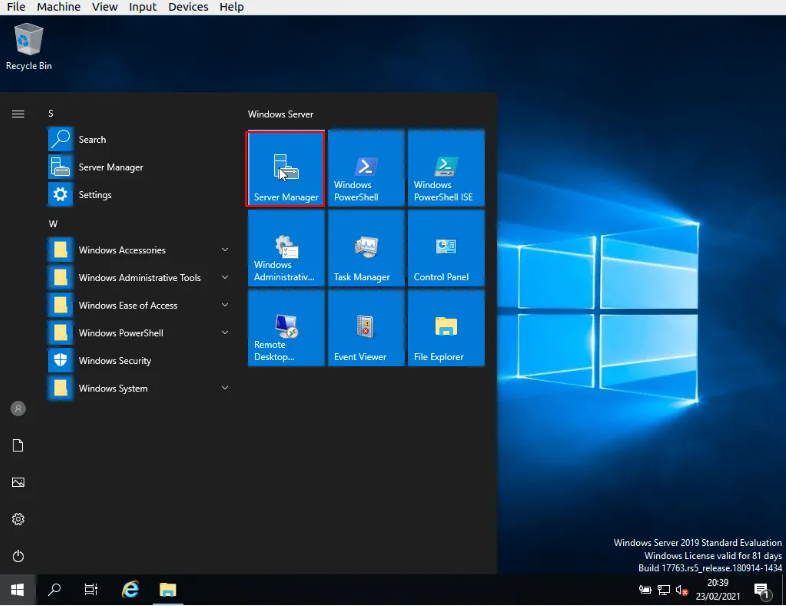 File Machine View Input Devices Help
Recycle Bin
S
Search
Server Manager
Settings
W
Windows Accessories
Windows Administrative Tools
Windows Ease of Access
Windows PowerShell
Windows Security
Windows System
Windows Server
Server Manager
Windows
PowerShell
Windows
PowerShell ISE
Windows
Administrativ...
Task Manager
Control Panel
Remote
Desktop...
Event Viewer
File Explorer
Windows Server 2019 Standard Evaluation
Windows License valid for 81 days
Build 17763.rs5_release.180914-1434
20:39
23/02/2021
1